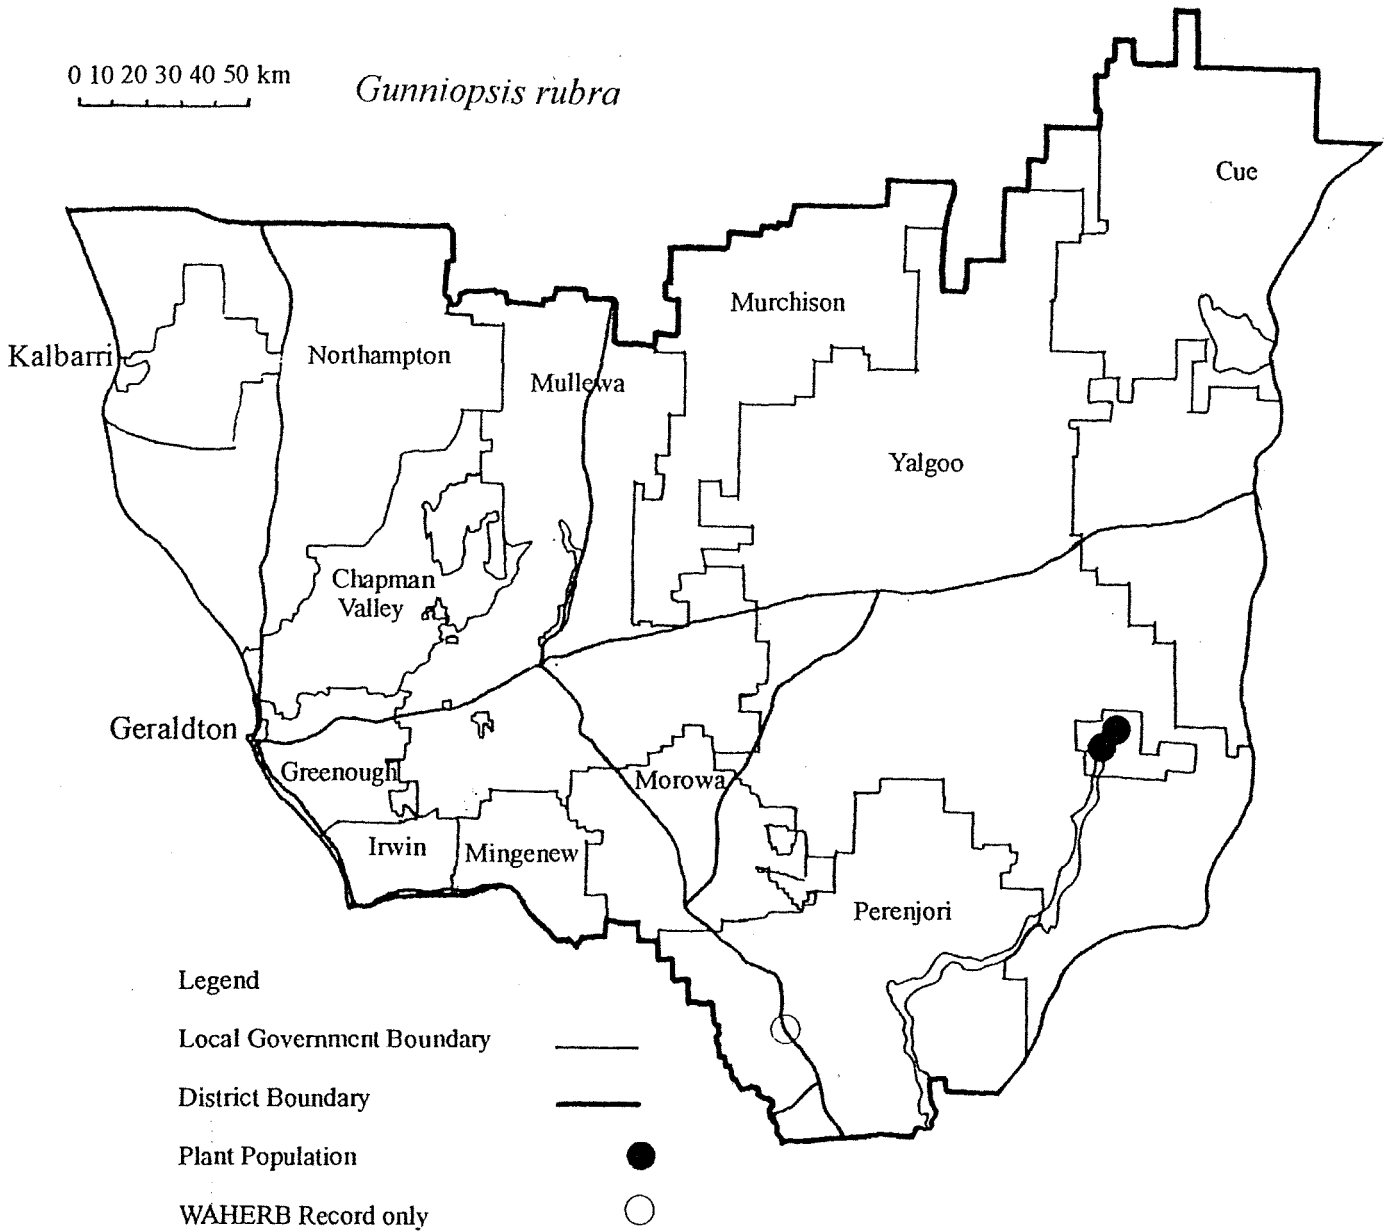 0 10 20 30 40 50 km
Gunniopsis rubra
Cue
Murchison
Kalbarri
Northampton
Mullewa
Yalgoo
Chapman
Valley
Geraldton
Greenough
Morowa
Irwin
Mingenew
Perenjori
Legend
Local Government Boundary
District Boundary
Plant Population
WAHERB Record only